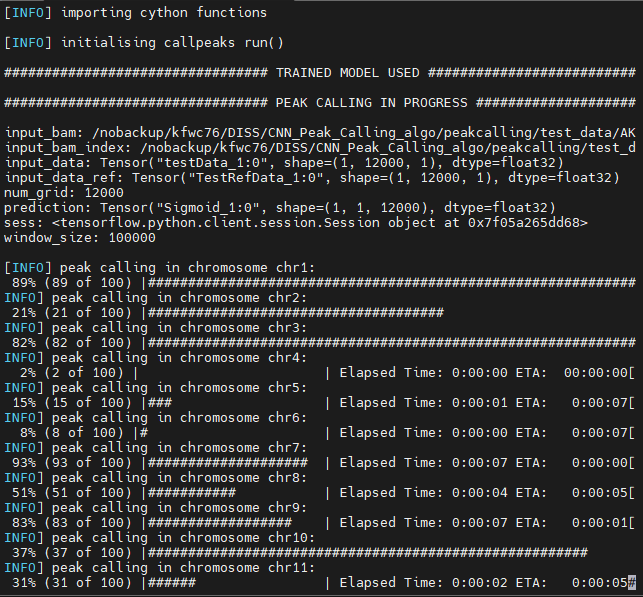 [INFO] importing cython functions
[INFO] initialising callpeaks run()
################################# TRAINED MODEL USED ##########################
################################# PEAK CALLING IN PROGRESS ####################
input_bam: /nobackup/kfwc76/DISS/CNN_Peak_Calling_algo/peakcalling/test_data/AK
input_bam_index: /nobackup/kfwc76/DISS/CNN_Peak_Calling_algo/peakcalling/test_d
input_data: Tensor("testData_1:0", shape=(1, 12000, 1), dtype=float32)
input_data_ref: Tensor("TestRefData_1:0", shape=(1, 12000, 1), dtype=float32)
num_grid: 12000
prediction: Tensor("Sigmoid_1:0", shape=(1, 1, 12000), dtype=float32)
sess: <tensorflow.python.client.session.Session object at 0x7f05a265dd68>
window_size: 100000
[INFO] peak calling in chromosome chr1:
89% (89 of 100) |#############################################################
INFO] peak calling in chromosome chr2:
21% (21 of 100) |#####################################
INFO] peak calling in chromosome chr3:
82% (82 of 100) |#############################################################
INFO] peak calling in chromosome chr4:
2% (2 of 100) | | Elapsed Time: 0:00:00 ETA: 00:00:00[
INFO] peak calling in chromosome chr5:
15% (15 of 100) |### | Elapsed Time: 0:00:01 ETA: 0:00:07[
INFO] peak calling in chromosome chr6:
8% (8 of 100) |# | Elapsed Time: 0:00:00 ETA: 0:00:07[
INFO] peak calling in chromosome chr7:
93% (93 of 100) |#################### | Elapsed Time: 0:00:07 ETA: 0:00:00[
INFO] peak calling in chromosome chr8:
51% (51 of 100) |########### | Elapsed Time: 0:00:04 ETA: 0:00:05[
INFO] peak calling in chromosome chr9:
83% (83 of 100) |################## | Elapsed Time: 0:00:07 ETA: 0:00:01[
INFO] peak calling in chromosome chr10:
37% (37 of 100) |#######################################################
INFO] peak calling in chromosome chr11:
31% (31 of 100) |###### | Elapsed Time: 0:00:02 ETA: 0:00:05#